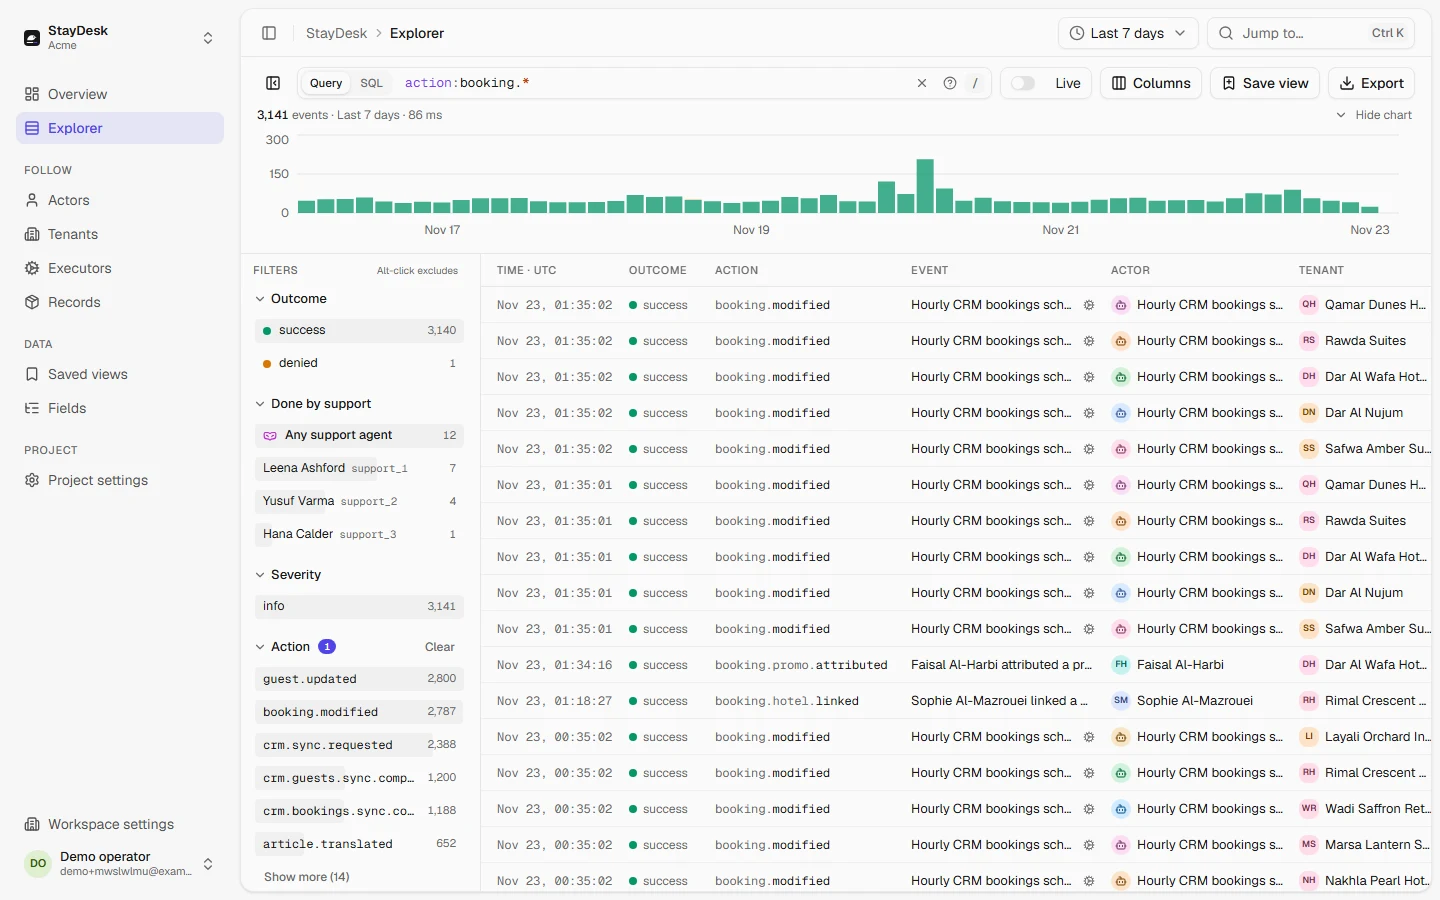 StayDesk
Acme
Overview
Explorer
FOLLOW
Actors
Tenants
Executors
Records
DATA
Saved views
Fields
PROJECT
Project settings
Workspace settings
DO
Demo operator
demo+mwslwlmu@exam…
StayDesk > Explorer
Last 7 days
Jump to… Ctrl K
Query SQL action:booking.* /
Live
Columns
Save view
Export
3,141 events · Last 7 days · 86 ms
Hide chart
300
150
0
Nov 17 Nov 19 Nov 21 Nov 23
FILTERS Alt-click excludes
Outcome
success 3,140
denied 1
Done by support
Any support agent 12
Leena Ashford support_1 7
Yusuf Varma support_2 4
Hana Calder support_3 1
Severity
info 3,141
Action 1 Clear
guest.updated 2,800
booking.modified 2,787
crm.sync.requested 2,388
crm.guests.sync.comp… 1,200
crm.bookings.sync.co… 1,188
article.translated 652
Show more (14)
TIME · UTC OUTCOME ACTION EVENT ACTOR TENANT
Nov 23, 01:35:02 success booking.modified Hourly CRM bookings sch… Hourly CRM bookings s… QH Qamar Dunes H…
Nov 23, 01:35:02 success booking.modified Hourly CRM bookings sch… Hourly CRM bookings s… RS Rawda Suites
Nov 23, 01:35:02 success booking.modified Hourly CRM bookings sch… Hourly CRM bookings s… DH Dar Al Wafa Hot…
Nov 23, 01:35:02 success booking.modified Hourly CRM bookings sch… Hourly CRM bookings s… DN Dar Al Nujum
Nov 23, 01:35:02 success booking.modified Hourly CRM bookings sch… Hourly CRM bookings s… SS Safwa Amber Su…
Nov 23, 01:35:01 success booking.modified Hourly CRM bookings sch… Hourly CRM bookings s… QH Qamar Dunes H…
Nov 23, 01:35:01 success booking.modified Hourly CRM bookings sch… Hourly CRM bookings s… RS Rawda Suites
Nov 23, 01:35:01 success booking.modified Hourly CRM bookings sch… Hourly CRM bookings s… DH Dar Al Wafa Hot…
Nov 23, 01:35:01 success booking.modified Hourly CRM bookings sch… Hourly CRM bookings s… DN Dar Al Nujum
Nov 23, 01:35:01 success booking.modified Hourly CRM bookings sch… Hourly CRM bookings s… SS Safwa Amber Su…
Nov 23, 01:34:16 success booking.promo.attributed Faisal Al-Harbi attributed a pr… FH Faisal Al-Harbi DH Dar Al Wafa Hot…
Nov 23, 01:18:27 success booking.hotel.linked Sophie Al-Mazrouei linked a … SM Sophie Al-Mazrouei RH Rimal Crescent …
Nov 23, 00:35:02 success booking.modified Hourly CRM bookings sch… Hourly CRM bookings s… LI Layali Orchard In…
Nov 23, 00:35:02 success booking.modified Hourly CRM bookings sch… Hourly CRM bookings s… RH Rimal Crescent …
Nov 23, 00:35:02 success booking.modified Hourly CRM bookings sch… Hourly CRM bookings s… WR Wadi Saffron Ret…
Nov 23, 00:35:02 success booking.modified Hourly CRM bookings sch… Hourly CRM bookings s… MS Marsa Lantern S…
Nov 23, 00:35:02 success booking.modified Hourly CRM bookings sch… Hourly CRM bookings s… NH Nakhla Pearl Hot…